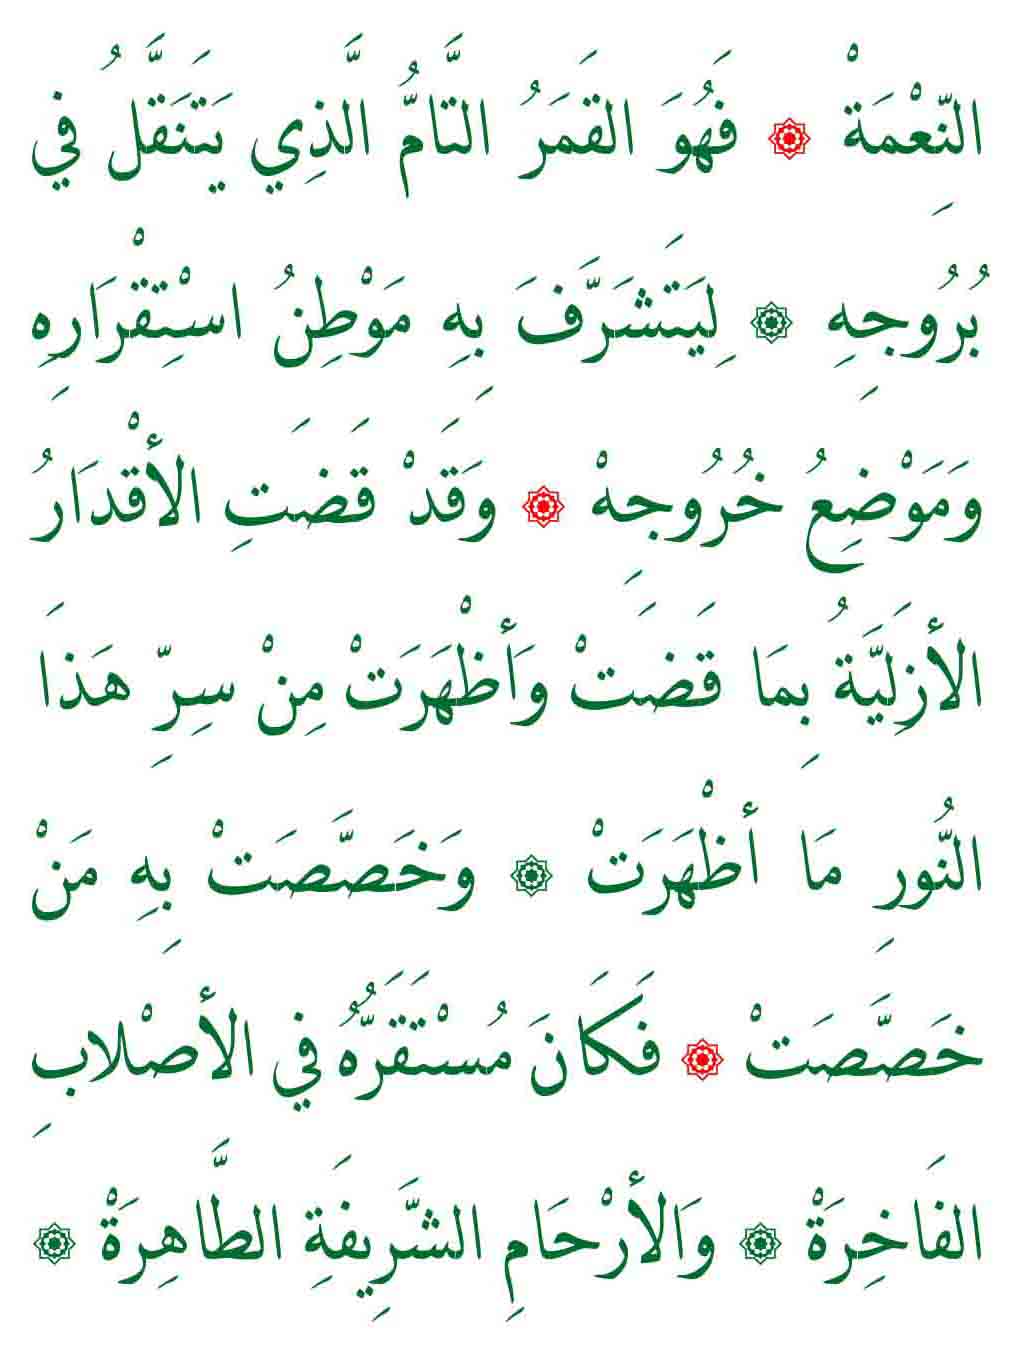 النِّعْمَةْ ۞ فَهُوَ القَمَرُ التَّامُّ الَّذِي يَتَنَقَّلُ فِي
بُرُوجِهِ ۞ لِيَتَشَرَّفَ بِهِ مَوْطِنُ اسْتِقْرَارِهِ
وَمَوْضِعُ خُرُوجِهْ ۞ وَقَدْ قَضَتِ الأَقْدَارُ
الأَزَلِيَّةُ بِمَا قَضَتْ وَأَظْهَرَتْ مِنْ سِرِّ هَذَا
النُّورِ مَا أَظْهَرَتْ ۞ وَخَصَّصَتْ بِهِ مَنْ
خَصَّصَتْ ۞ فَكَانَ مُسْتَقَرُّهُ فِي الأَصْلَابِ
الفَاخِرَةْ ۞ وَالأَرْحَامِ الشَّرِيفَةِ الطَّاهِرَةْ ۞